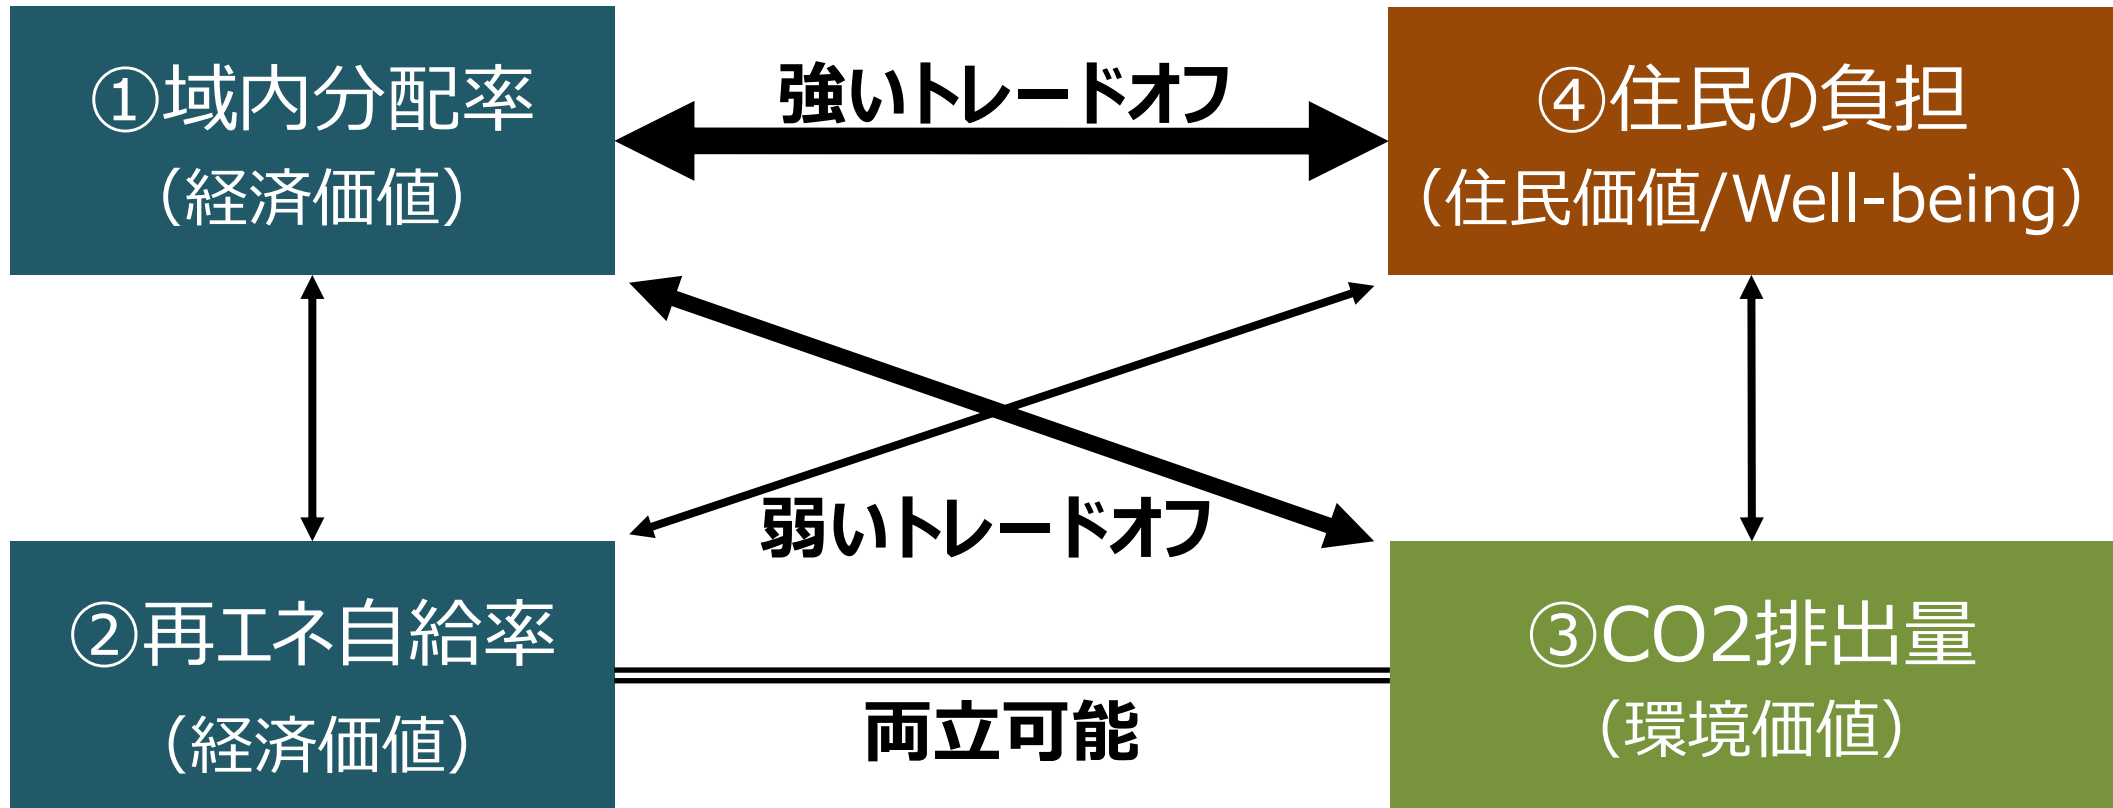 ①域内分配率
（経済価値）
強いトレードオフ
④住民の負担
（住民価値/Well-being）
弱いトレードオフ
②再エネ自給率
（経済価値）
両立可能
③CO2排出量
（環境価値）